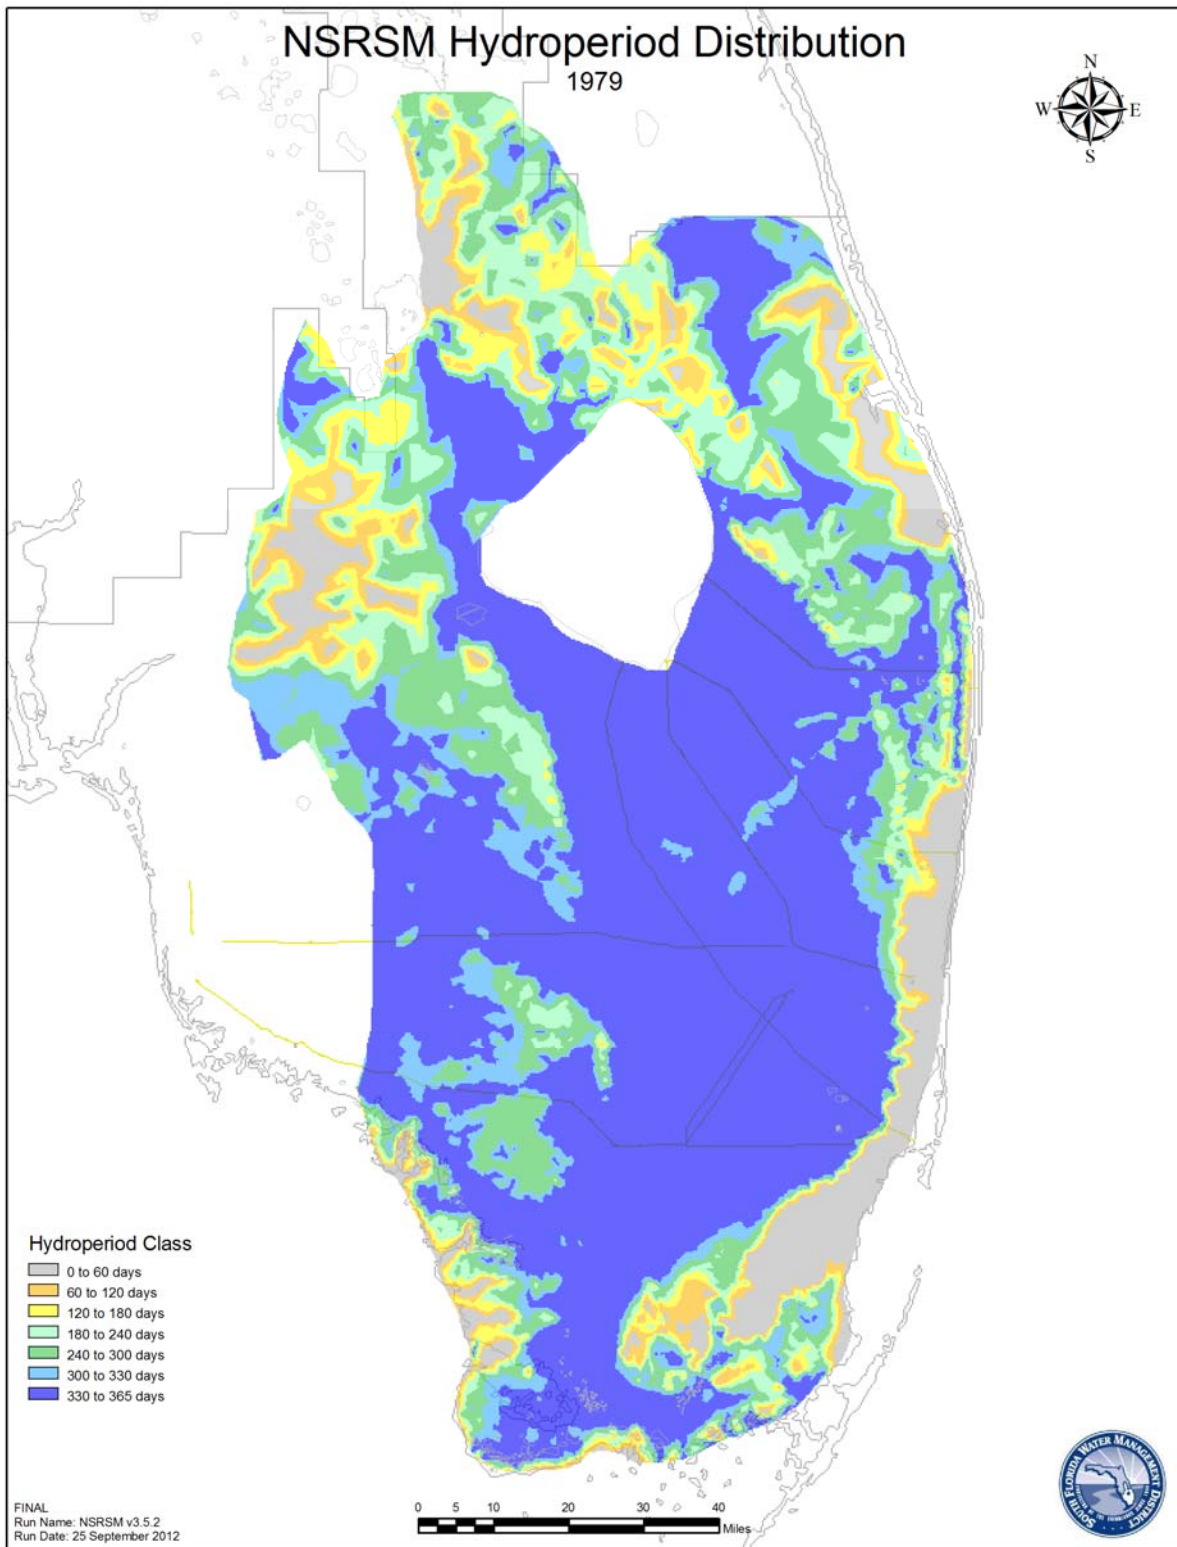 NSRSM Hydroperiod Distribution
1979
N
W E
S
Hydroperiod Class
0 to 60 days
60 to 120 days
120 to 180 days
180 to 240 days
240 to 300 days
300 to 330 days
330 to 365 days
FINAL
Run Name: NSRSM v3.5.2
Run Date: 25 September 2012
0 5 10 20 30 40
Miles
SOUTH FLORIDA WATER MANAGEMENT DISTRICT